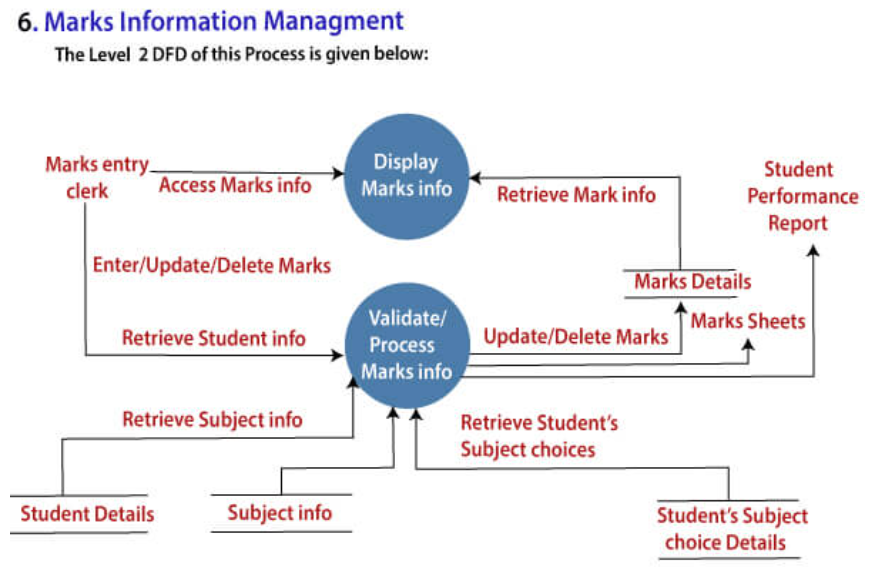 6. Marks Information Managment
The Level 2 DFD of this Process is given below:
Marks entry
clerk
Access Marks info
Display
Marks info
Retrieve Mark info
Student
Performance
Report
Enter/Update/Delete Marks
Marks Details
Retrieve Student info
Validate/
Process
Marks info
Update/Delete Marks
Marks Sheets
Retrieve Subject info
Retrieve Student's
Subject choices
Student Details
Subject info
Student's Subject
choice Details